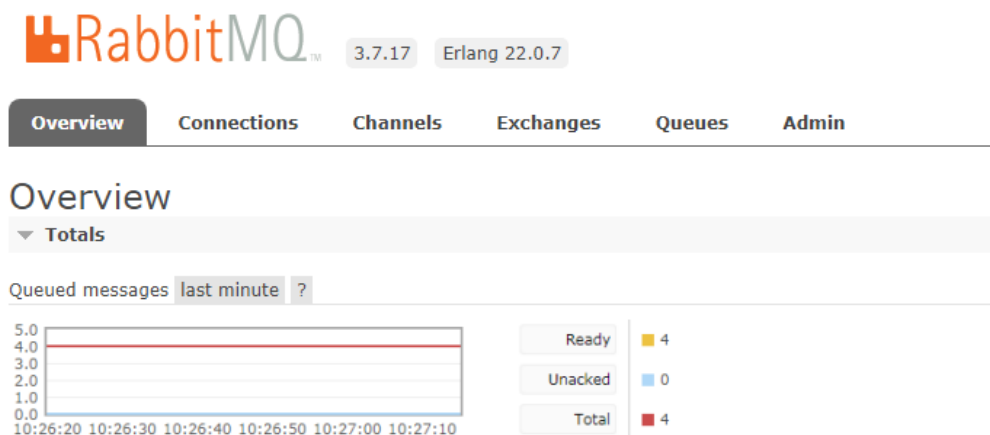 RabbitMQ™ 3.7.17 Erlang 22.0.7
Overview Connections Channels Exchanges Queues Admin
Overview
Totals
Queued messages last minute ?
5.0
4.0
3.0
2.0
1.0
0.0
10:26:20 10:26:30 10:26:40 10:26:50 10:27:00 10:27:10
Ready 4
Unacked 0
Total 4